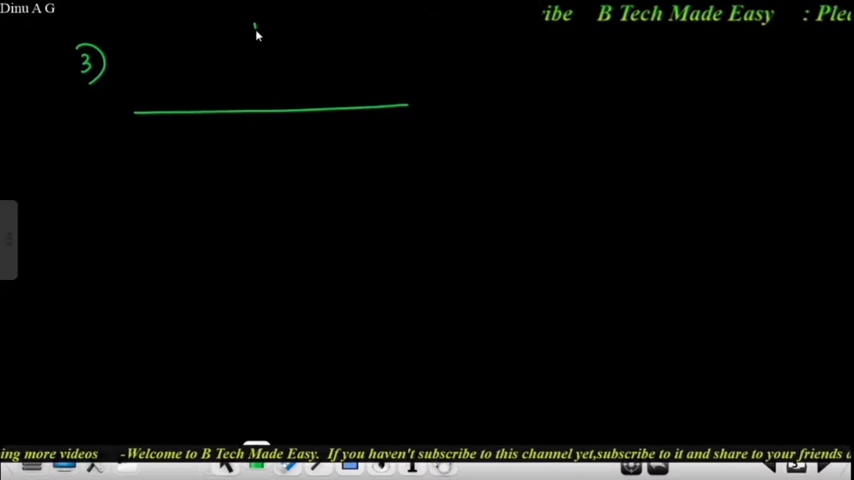 Dinu A G
ibe B Tech Made Easy : Plea
3)
ing more videos -Welcome to B Tech Made Easy. If you haven't subscribe to this channel yet,subscribe to it and share to your friends a